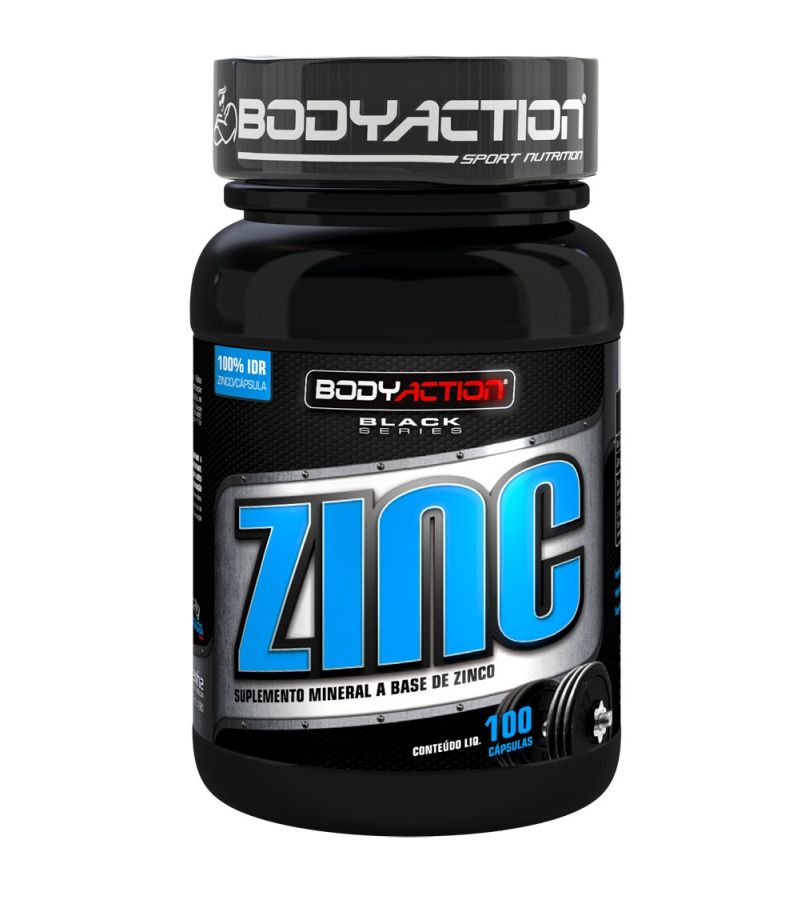 BODYACTION®
SPORT NUTRITION
100% IDR
ZINCO/CÁPSULA
BODYACTION®
BLACK
SERIES
ZINC
SUPLEMENTO MINERAL A BASE DE ZINCO
CONTEÚDO LIQ. 100
CÁPSULAS